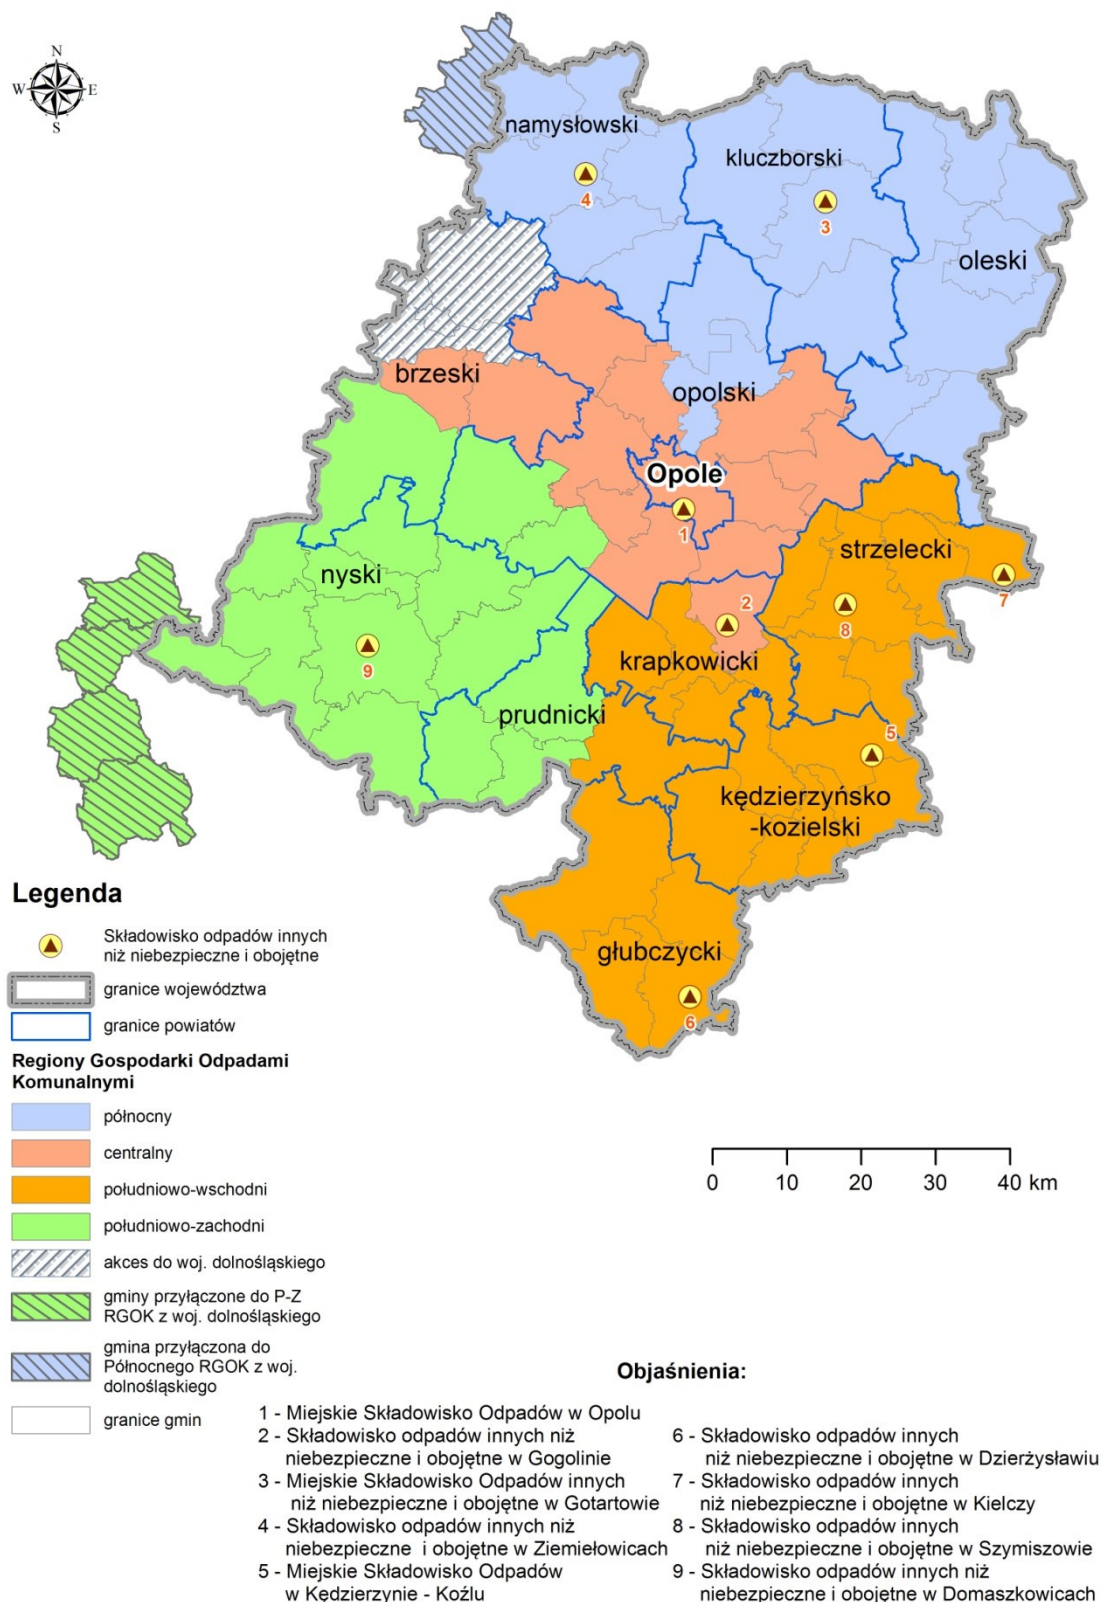 N
W E
S
namysłowski
kluczborski
4
3
oleski
brzeski
opolski
Opole
1
strzelecki
nyski
7
2
8
krapkowicki
9
prudnicki
5
kędzierzyńsko
-kozielski
głubczycki
6
Legenda
Składowisko odpadów innych
niż niebezpieczne i obojętne
granice województwa
granice powiatów
Regiony Gospodarki Odpadami
Komunalnymi
północny
centralny
południowo-wschodni
południowo-zachodni
akces do woj. dolnośląskiego
gminy przyłączone do P-Z
RGOK z woj. dolnośląskiego
gmina przyłączona do
Północnego RGOK z woj.
dolnośląskiego
granice gmin
0 10 20 30 40 km
Objaśnienia:
1 - Miejskie Składowisko Odpadów w Opolu
2 - Składowisko odpadów innych niż
niebezpieczne i obojętne w Gogolinie
3 - Miejskie Składowisko Odpadów innych
niż niebezpieczne i obojętne w Gotartowie
4 - Składowisko odpadów innych niż
niebezpieczne i obojętne w Ziemiełowicach
5 - Miejskie Składowisko Odpadów
w Kędzierzynie - Koźlu
6 - Składowisko odpadów innych
niż niebezpieczne i obojętne w Dzierżysławiu
7 - Składowisko odpadów innych
niż niebezpieczne i obojętne w Kielczy
8 - Składowisko odpadów innych
niż niebezpieczne i obojętne w Szymiszowie
9 - Składowisko odpadów innych niż
niebezpieczne i obojętne w Domaszkowicach